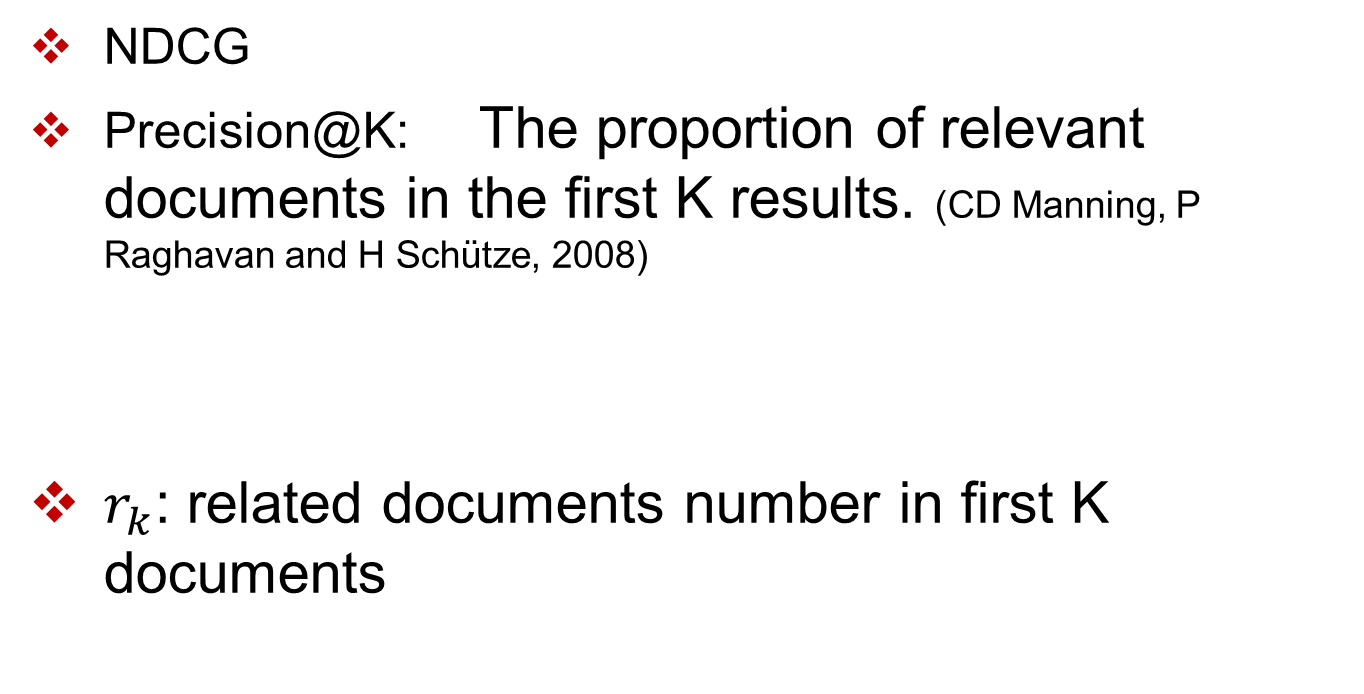 ❖ NDCG
❖ Precision@K: The proportion of relevant
documents in the first K results. (CD Manning, P
Raghavan and H Schütze, 2008)
❖ r_k: related documents number in first K
documents